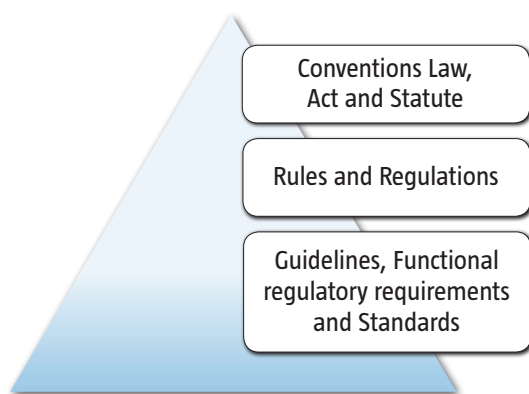 Conventions Law,
Act and Statute
Rules and Regulations
Guidelines, Functional
regulatory requirements
and Standards